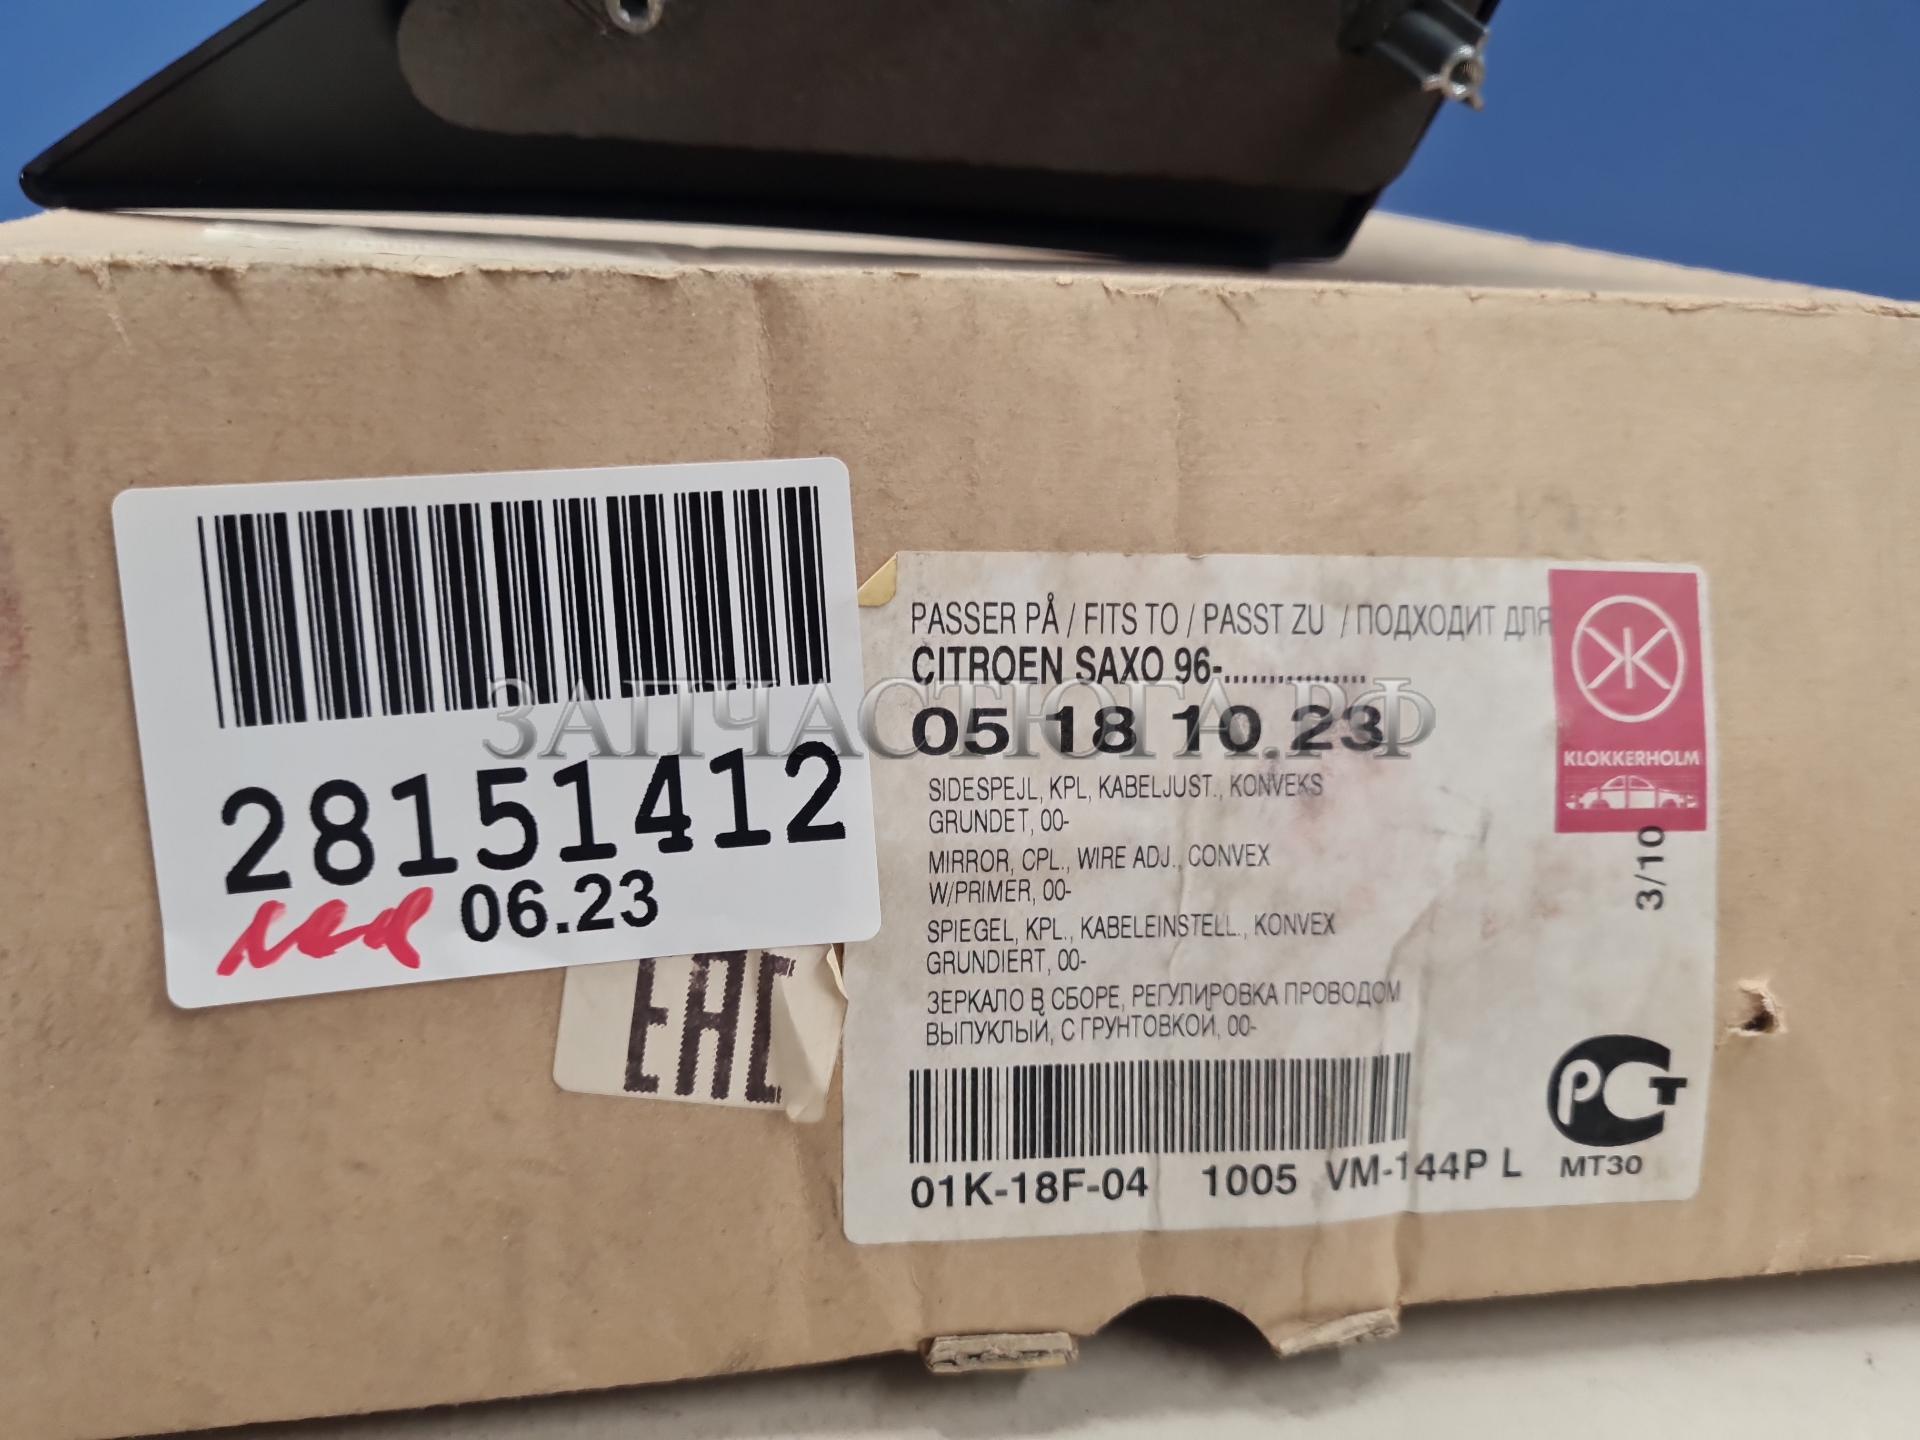 28151412
лев 06.23
EAC
PASSER PÅ / FITS TO / PASST ZU / ПОДХОДИТ ДЛЯ
CITROEN SAXO 96-................
05 18 10 23
SIDESPEJL, KPL, KABELJUST., KONVEKS
GRUNDET, 00-
MIRROR, CPL., WIRE ADJ., CONVEX
W/PRIMER, 00-
SPIEGEL, KPL., KABELEINSTELL., KONVEX
GRUNDIERT, 00-
ЗЕРКАЛО В СБОРЕ, РЕГУЛИРОВКА ПРОВОДОМ
ВЫПУКЛЫЙ, С ГРУНТОВКОЙ, 00-
01K-18F-04 1005 VM-144P L
KLOKKERHOLM
3/10
РСТ
MT30
ЗАПЧАСТЮГА.РФ